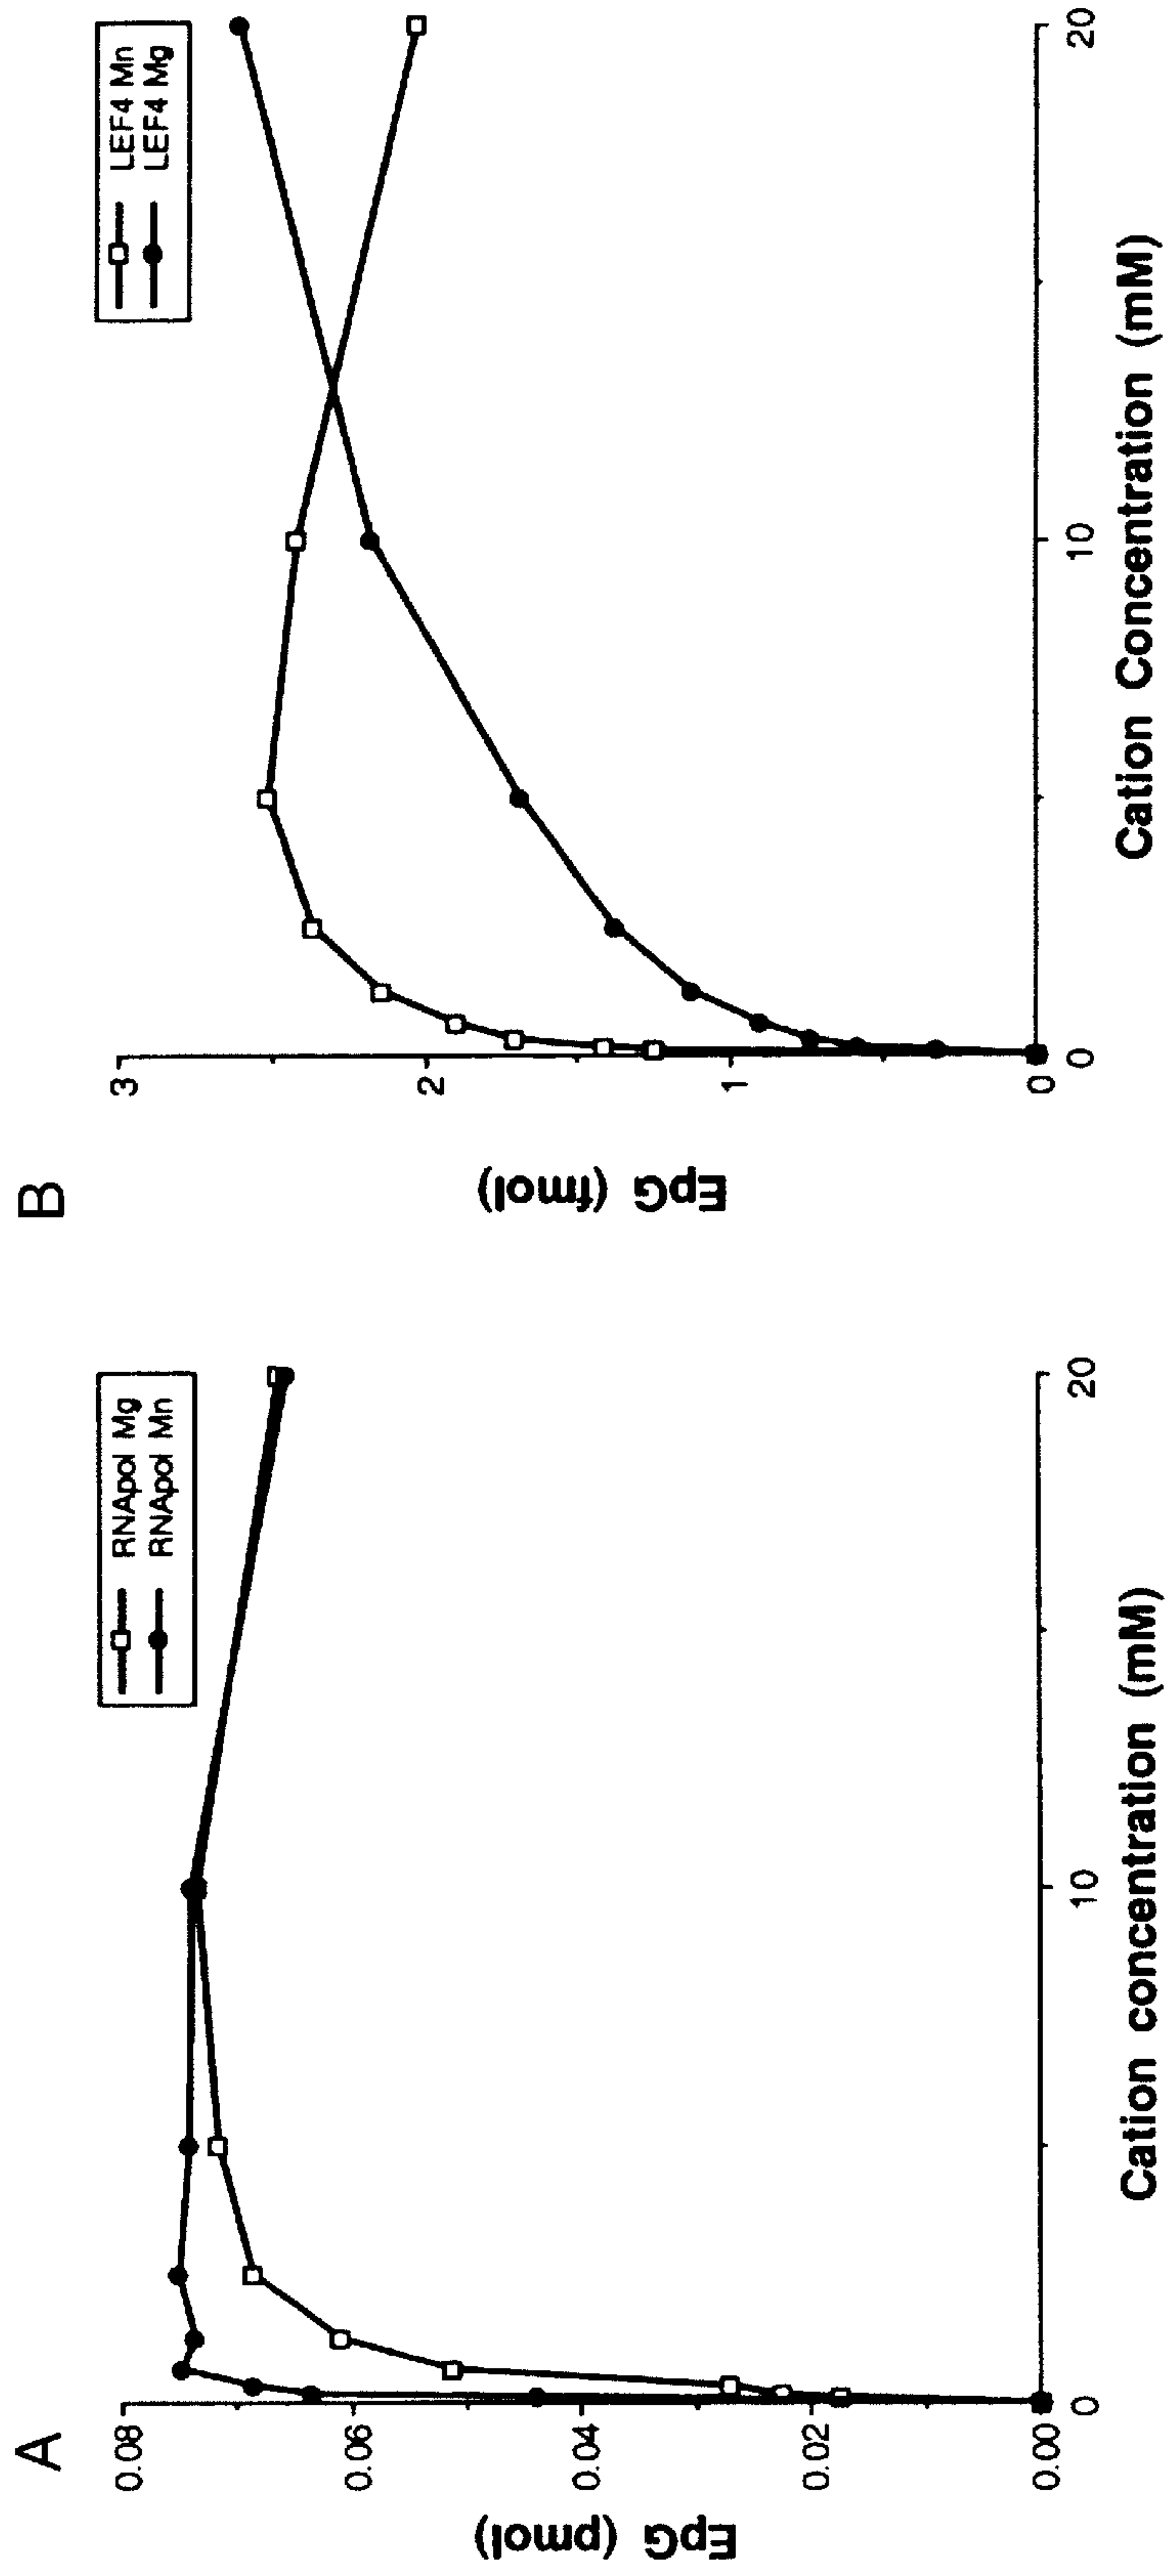 A
RNApol Mg
RNApol Mn
EpG (pmol)
0.08
0.06
0.04
0.02
0.00
0
10
20
Cation concentration (mM)
B
LEF4 Mn
LEF4 Mg
EpG (fmol)
3
2
1
0
0
10
20
Cation Concentration (mM)